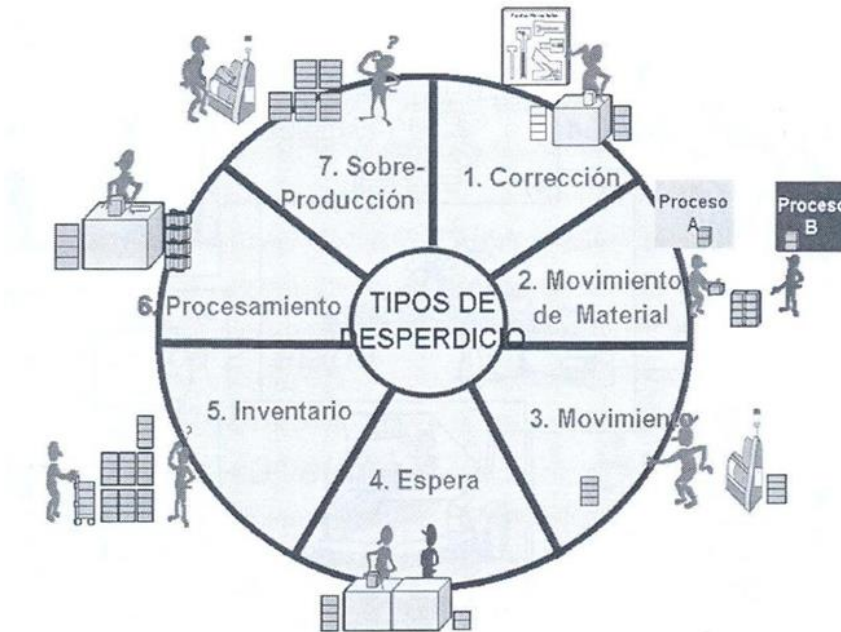 TIPOS DE
DESPERDICIO
1. Corrección
2. Movimiento
de Material
3. Movimiento
4. Espera
5. Inventario
6. Procesamiento
7. Sobre-
Producción
Proceso
A
Proceso
B
?